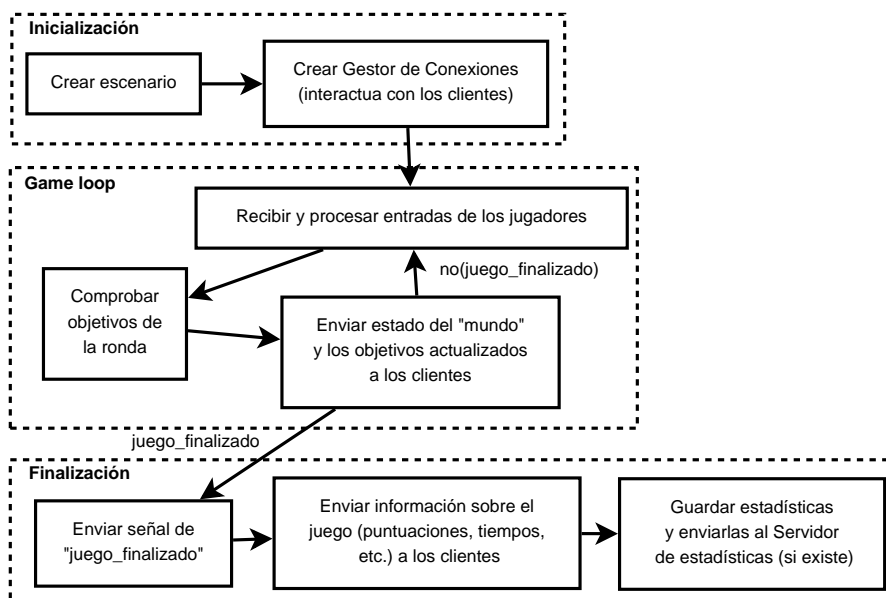 Inicialización
Crear escenario
Crear Gestor de Conexiones
(interactua con los clientes)
Game loop
Recibir y procesar entradas de los jugadores
no(juego_finalizado)
Comprobar
objetivos de
la ronda
Enviar estado del "mundo"
y los objetivos actualizados
a los clientes
juego_finalizado
Finalización
Enviar señal de
"juego_finalizado"
Enviar información sobre el
juego (puntuaciones, tiempos,
etc.) a los clientes
Guardar estadísticas
y enviarlas al Servidor
de estadísticas (si existe)